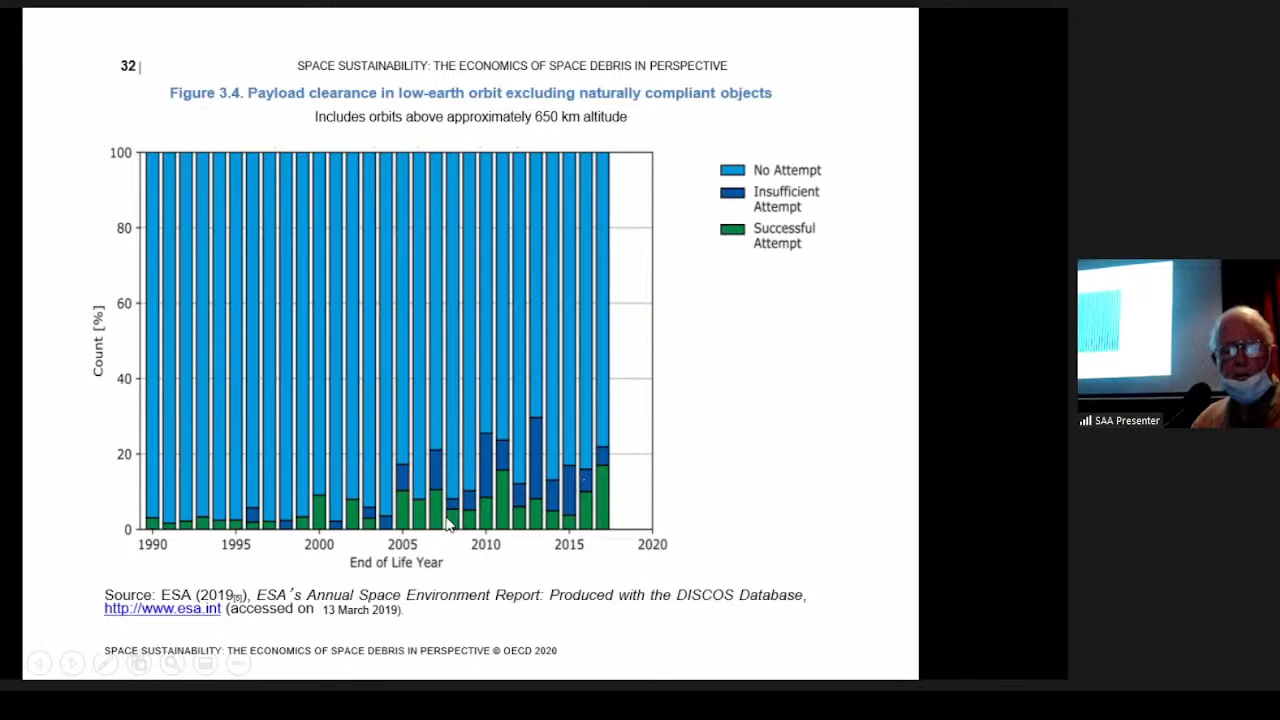 32|
SPACE SUSTAINABILITY: THE ECONOMICS OF SPACE DEBRIS IN PERSPECTIVE
Figure 3.4. Payload clearance in low-earth orbit excluding naturally compliant objects
Includes orbits above approximately 650 km altitude
100
80
60
40
20
0
Count [%]
1990 1995 2000 2005 2010 2015 2020
End of Life Year
No Attempt
Insufficient
Attempt
Successful
Attempt
Source: ESA (2019[5]), ESA's Annual Space Environment Report: Produced with the DISCOS Database,
http://www.esa.int (accessed on 13 March 2019).
SPACE SUSTAINABILITY: THE ECONOMICS OF SPACE DEBRIS IN PERSPECTIVE © OECD 2020
SAA Presenter